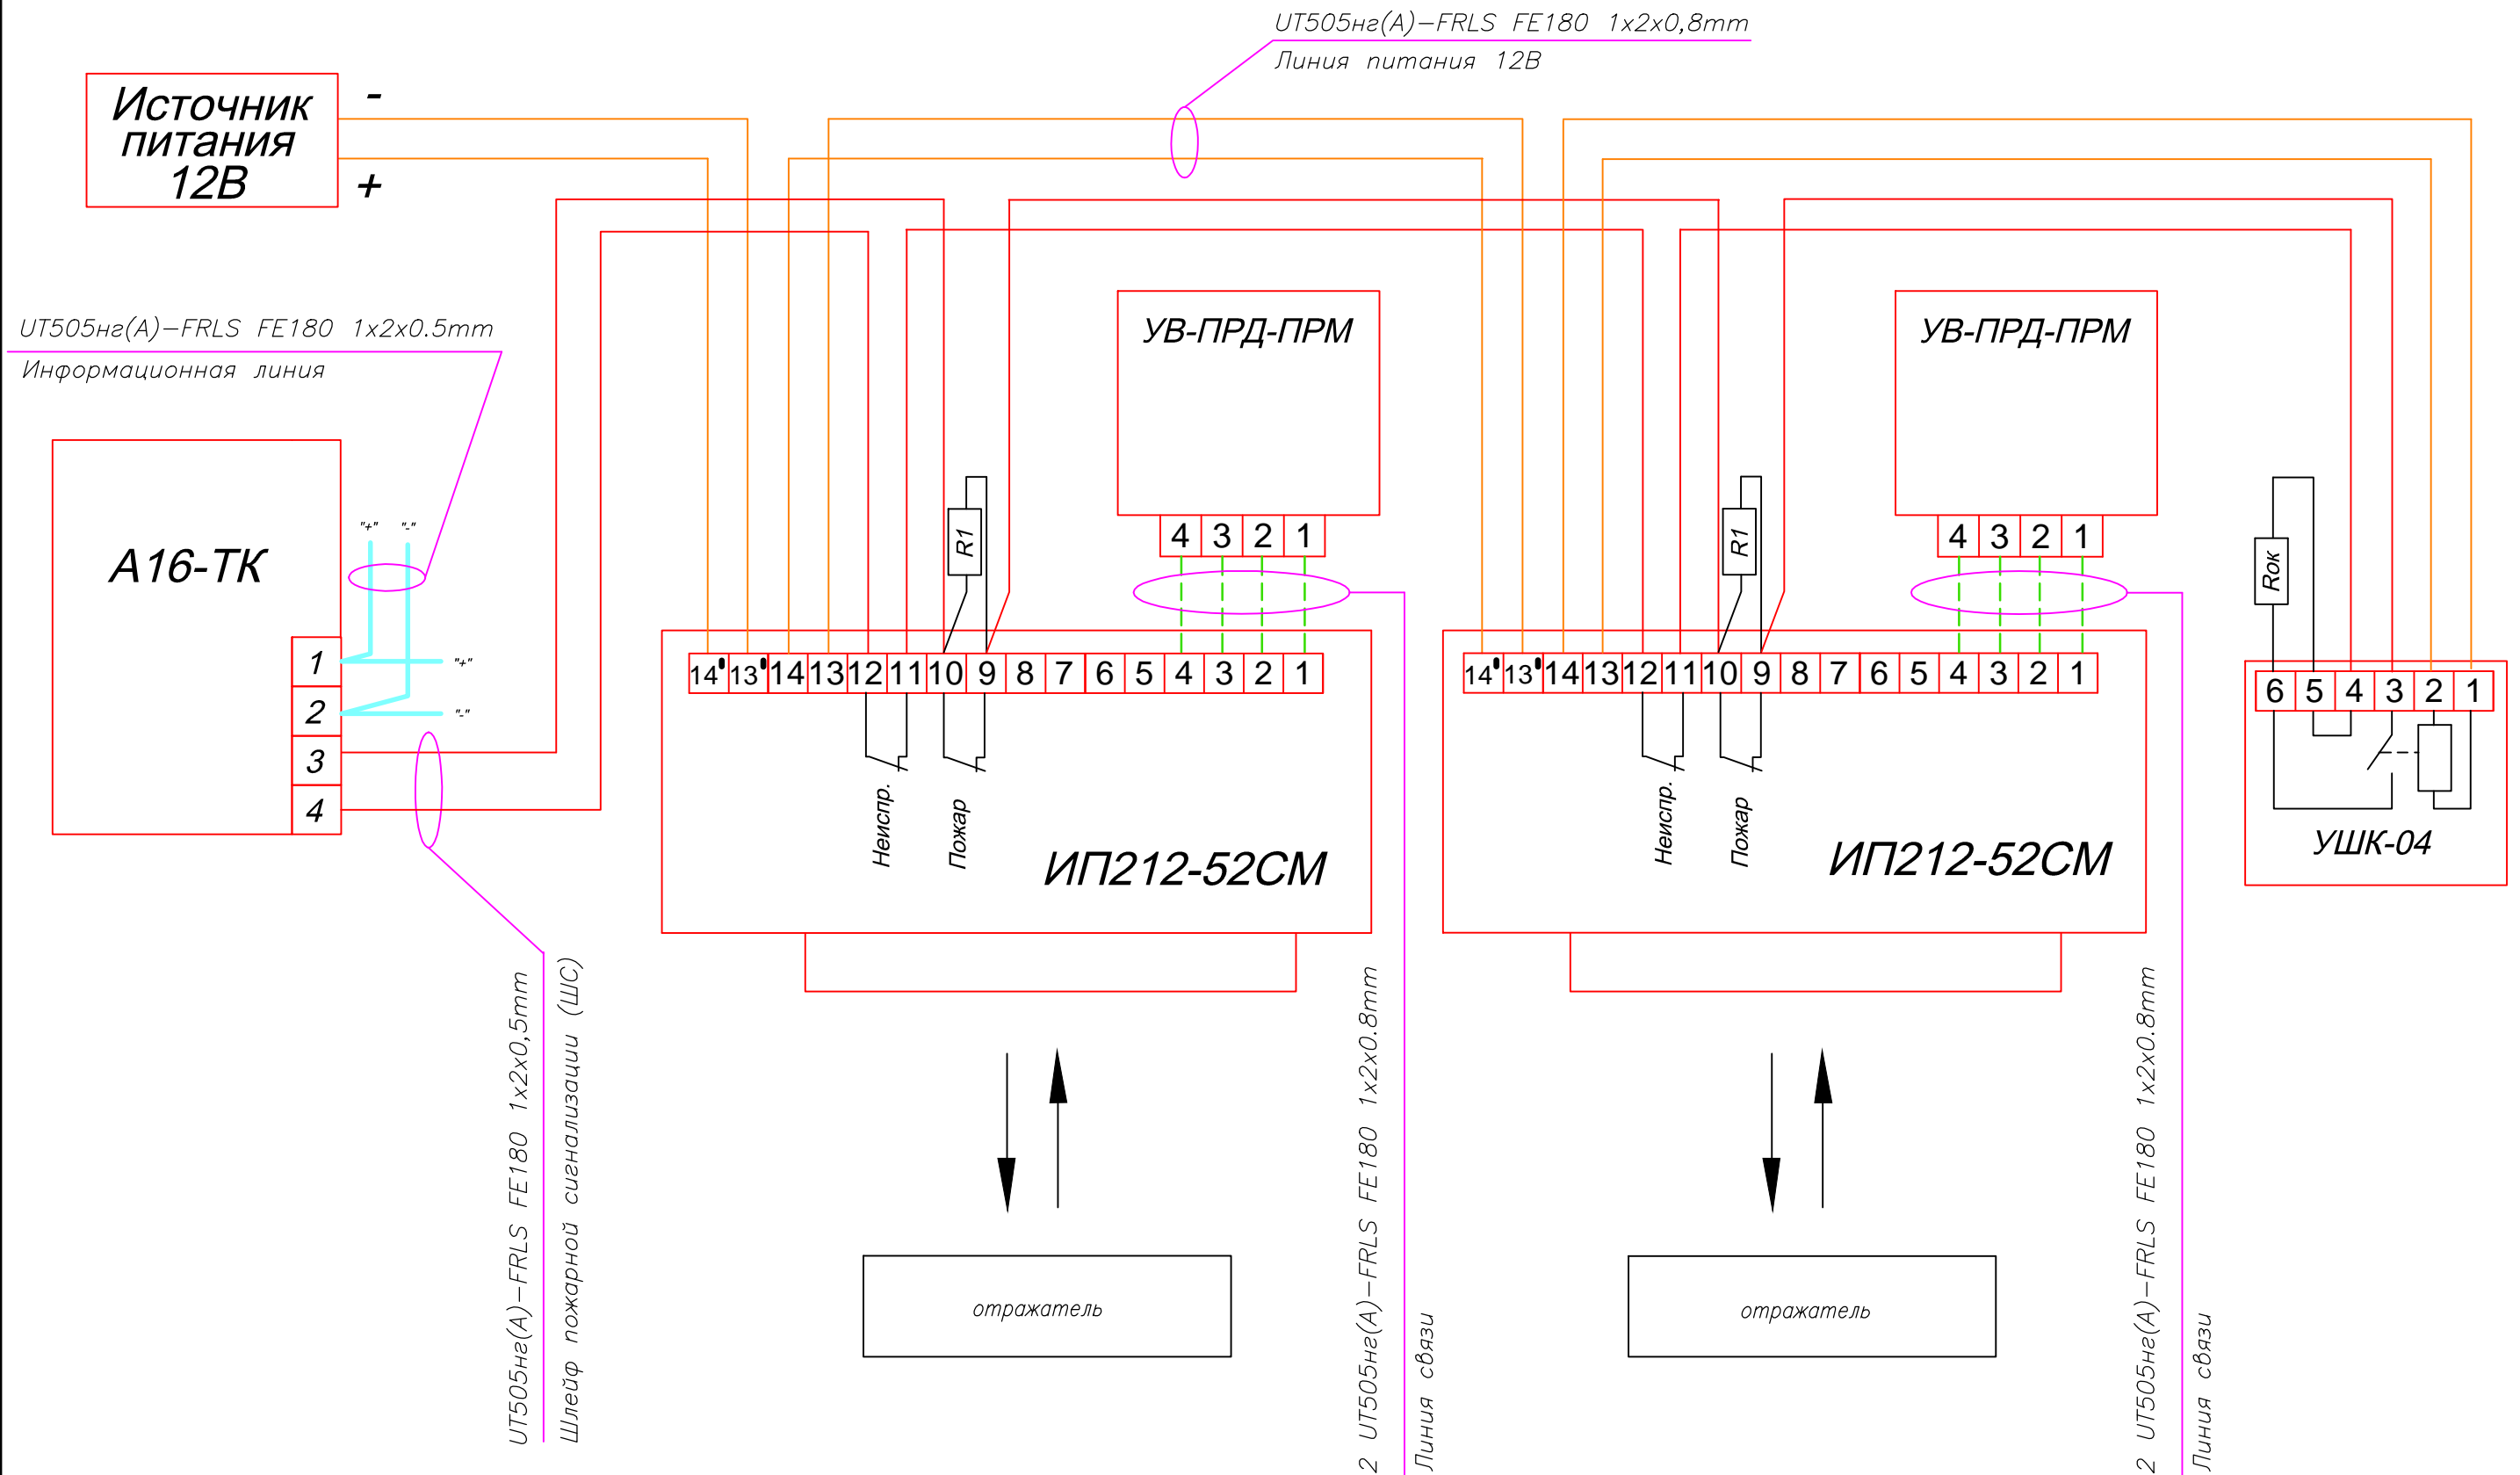 UT505нг(А)-FRLS FE180 1x2x0,8mm
Линия питания 12В
Источник
питания
12В
-
+
UT505нг(А)-FRLS FE180 1x2x0.5mm
Информационная линия
А16-ТК
"+" "-"
"+"
"-"
1
2
3
4
UT505нг(А)-FRLS FE180 1x2x0,5mm
Шлейф пожарной сигнализации (ШС)
УВ-ПРД-ПРМ
4 3 2 1
R1
14' 13' 14 13 12 11 10 9 8 7 6 5 4 3 2 1
Неиспр.
Пожар
ИП212-52СМ
отражатель
2 UT505нг(А)-FRLS FE180 1x2x0.8mm
Линия связи
УВ-ПРД-ПРМ
4 3 2 1
R1
14' 13' 14 13 12 11 10 9 8 7 6 5 4 3 2 1
Неиспр.
Пожар
ИП212-52СМ
отражатель
2 UT505нг(А)-FRLS FE180 1x2x0.8mm
Линия связи
Rок
6 5 4 3 2 1
УШК-04